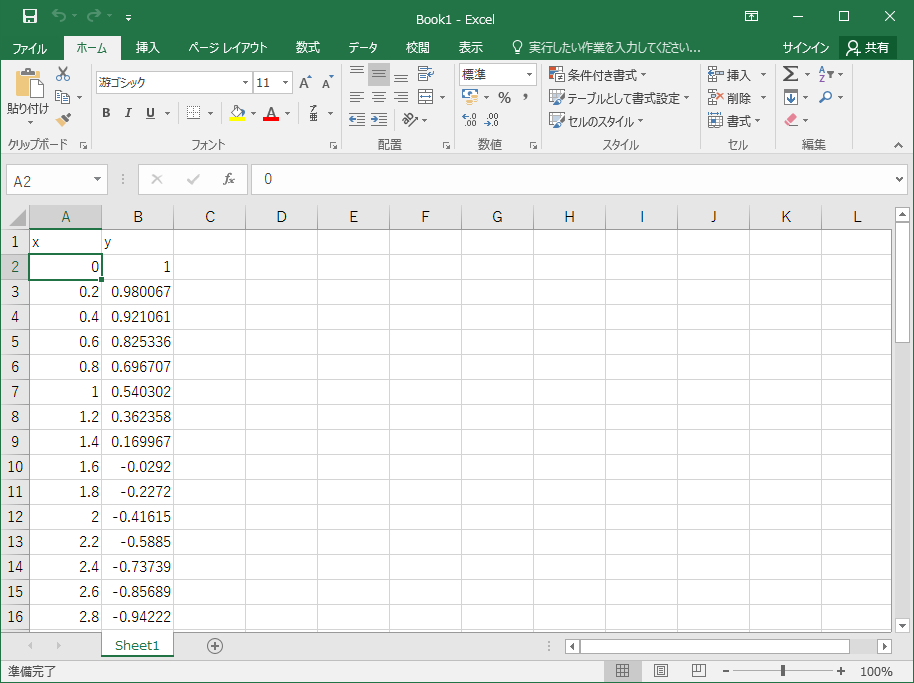 Book1 - Excel
ファイル ホーム 挿入 ページ レイアウト 数式 データ 校閲 表示 実行したい作業を入力してください... サインイン 共有
游ゴシック 11 A A 標準 条件付き書式 挿入 Σ
貼り付け B I U A % , テーブルとして書式設定 削除
セルのスタイル 書式
クリップボード フォント 配置 数値 スタイル セル 編集
A2 fx 0
A B C D E F G H I J K L
1 x y
2 0 1
3 0.2 0.980067
4 0.4 0.921061
5 0.6 0.825336
6 0.8 0.696707
7 1 0.540302
8 1.2 0.362358
9 1.4 0.169967
10 1.6 -0.0292
11 1.8 -0.2272
12 2 -0.41615
13 2.2 -0.5885
14 2.4 -0.73739
15 2.6 -0.85689
16 2.8 -0.94222
Sheet1
準備完了 100%